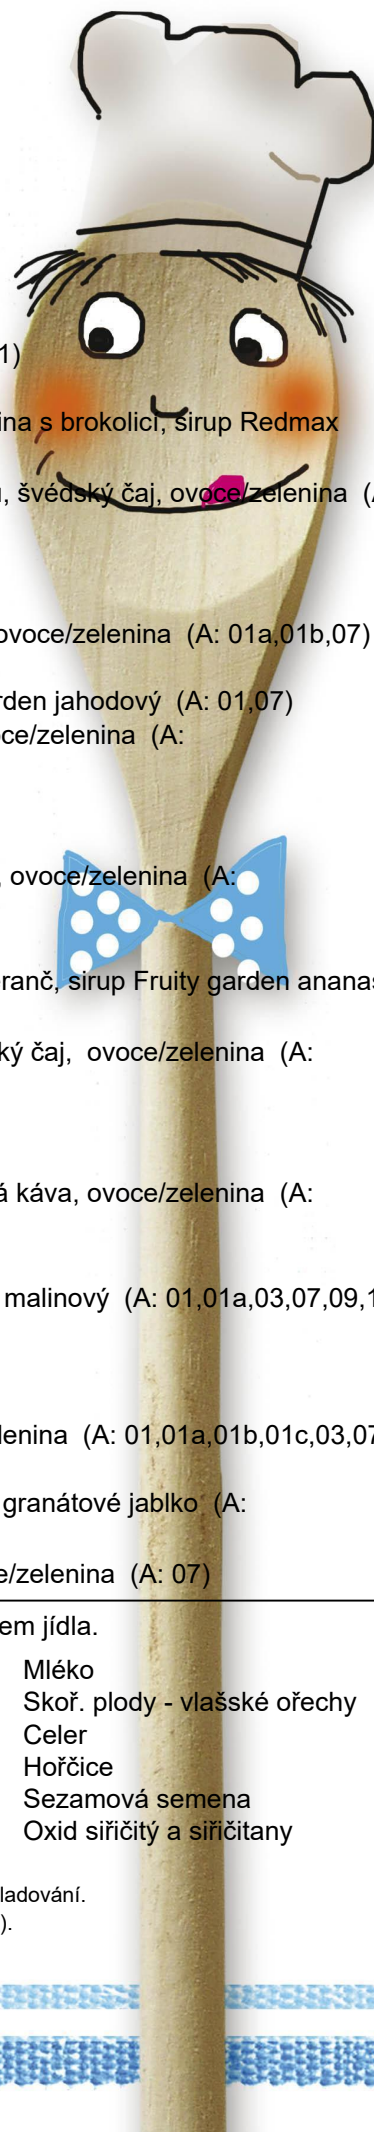 1)
ina s brokolicí, sirup Redmax
, švédský čaj, ovoce/zelenina (A
ovoce/zelenina (A: 01a,01b,07)
rden jahodový (A: 01,07)
ce/zelenina (A:
, ovoce/zelenina (A:
eranč, sirup Fruity garden ananas
ký čaj, ovoce/zelenina (A:
á káva, ovoce/zelenina (A:
malinový (A: 01,01a,03,07,09,1
lenina (A: 01,01a,01b,01c,03,07
granátové jablko (A:
e/zelenina (A: 07)
em jídla.
Mléko
Skoř. plody - vlašské ořechy
Celer
Hořčice
Sezamová semena
Oxid siřičitý a siřičitany
ladování.
).